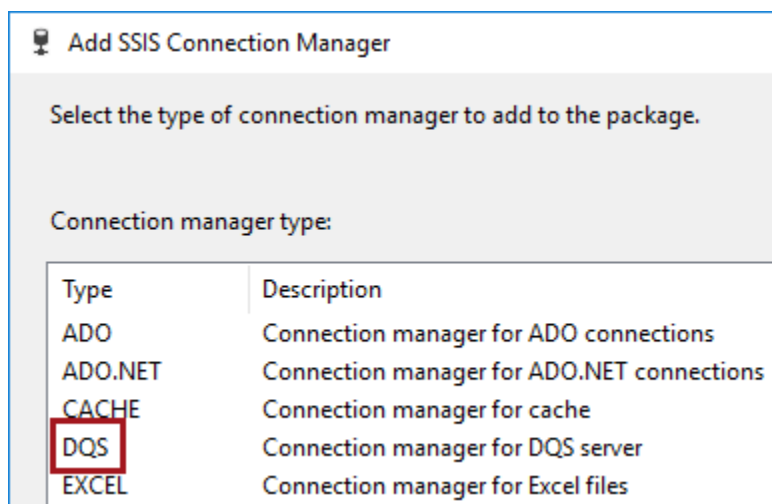 Add SSIS Connection Manager
Select the type of connection manager to add to the package.
Connection manager type:
Type Description
ADO Connection manager for ADO connections
ADO.NET Connection manager for ADO.NET connections
CACHE Connection manager for cache
DQS Connection manager for DQS server
EXCEL Connection manager for Excel files